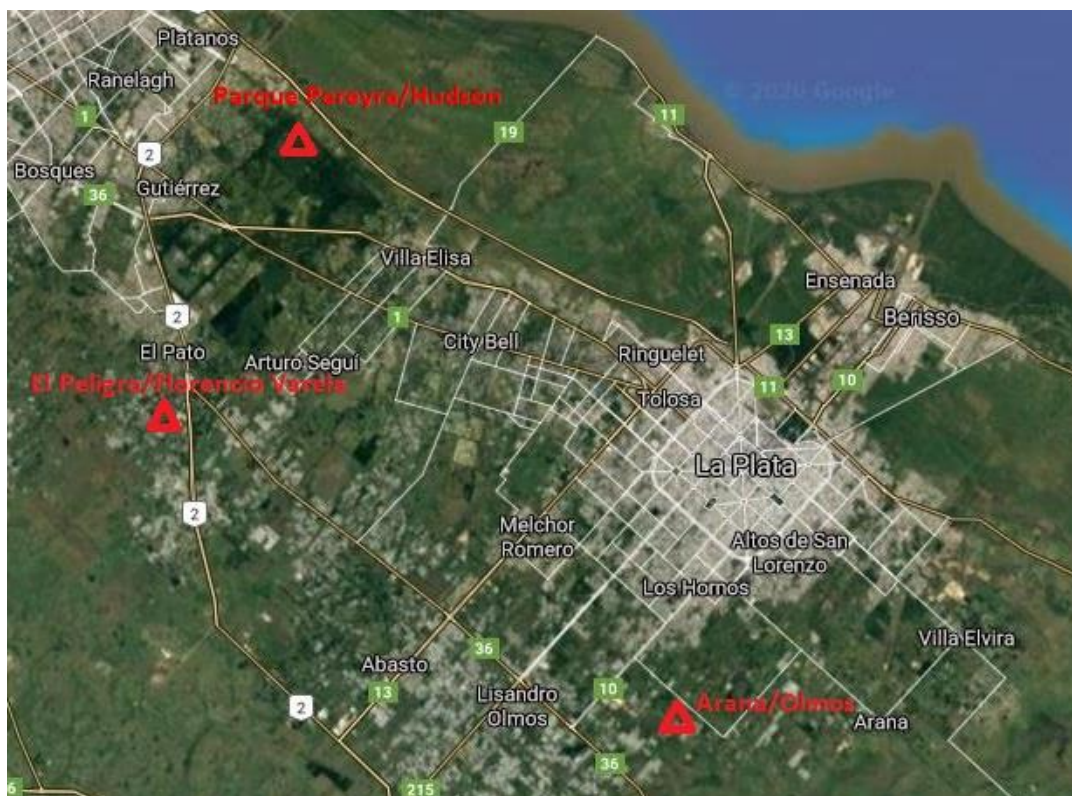 Platanos
Ranelagh
Parque Pereyra/Hudson
© 2020 Google
1
11
19
2
Bosques
36
Gutiérrez
Villa Elisa
Ensenada
2
1
13
Berisso
El Pato
City Bell
Ringuelet
Arturo Seguí
11
10
El Peligro/Florencio Varela
Tolosa
La Plata
2
Melchor
Romero
Altos de San
Lorenzo
Los Hornos
Villa Elvira
36
Abasto
13
Lisandro
Olmos
10
2
Arana/Olmos
Arana
36
6
215